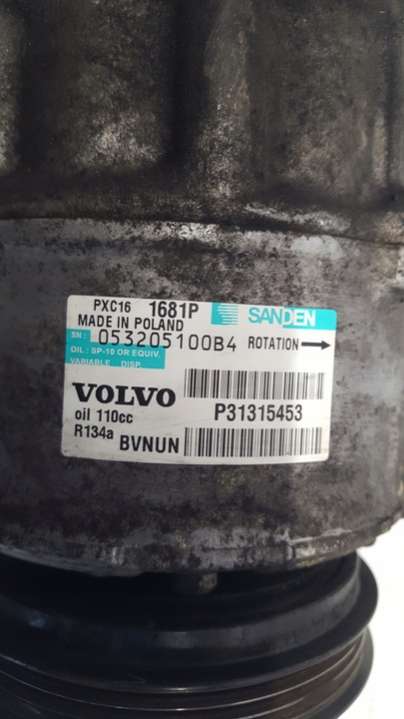 PXC16 1681P SANDEN
MADE IN POLAND
SN: 053205100B4 ROTATION
OIL: SP-10 OR EQUIV.
VARIABLE DISP.
VOLVO P31315453
oil 110cc
R134a BVNUN